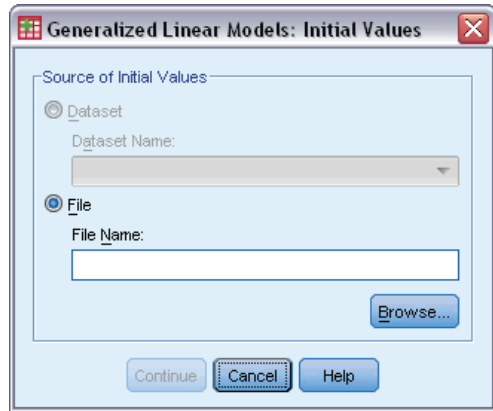 Generalized Linear Models: Initial Values
Source of Initial Values
Dataset
Dataset Name:
File
File Name:
Browse...
Continue Cancel Help